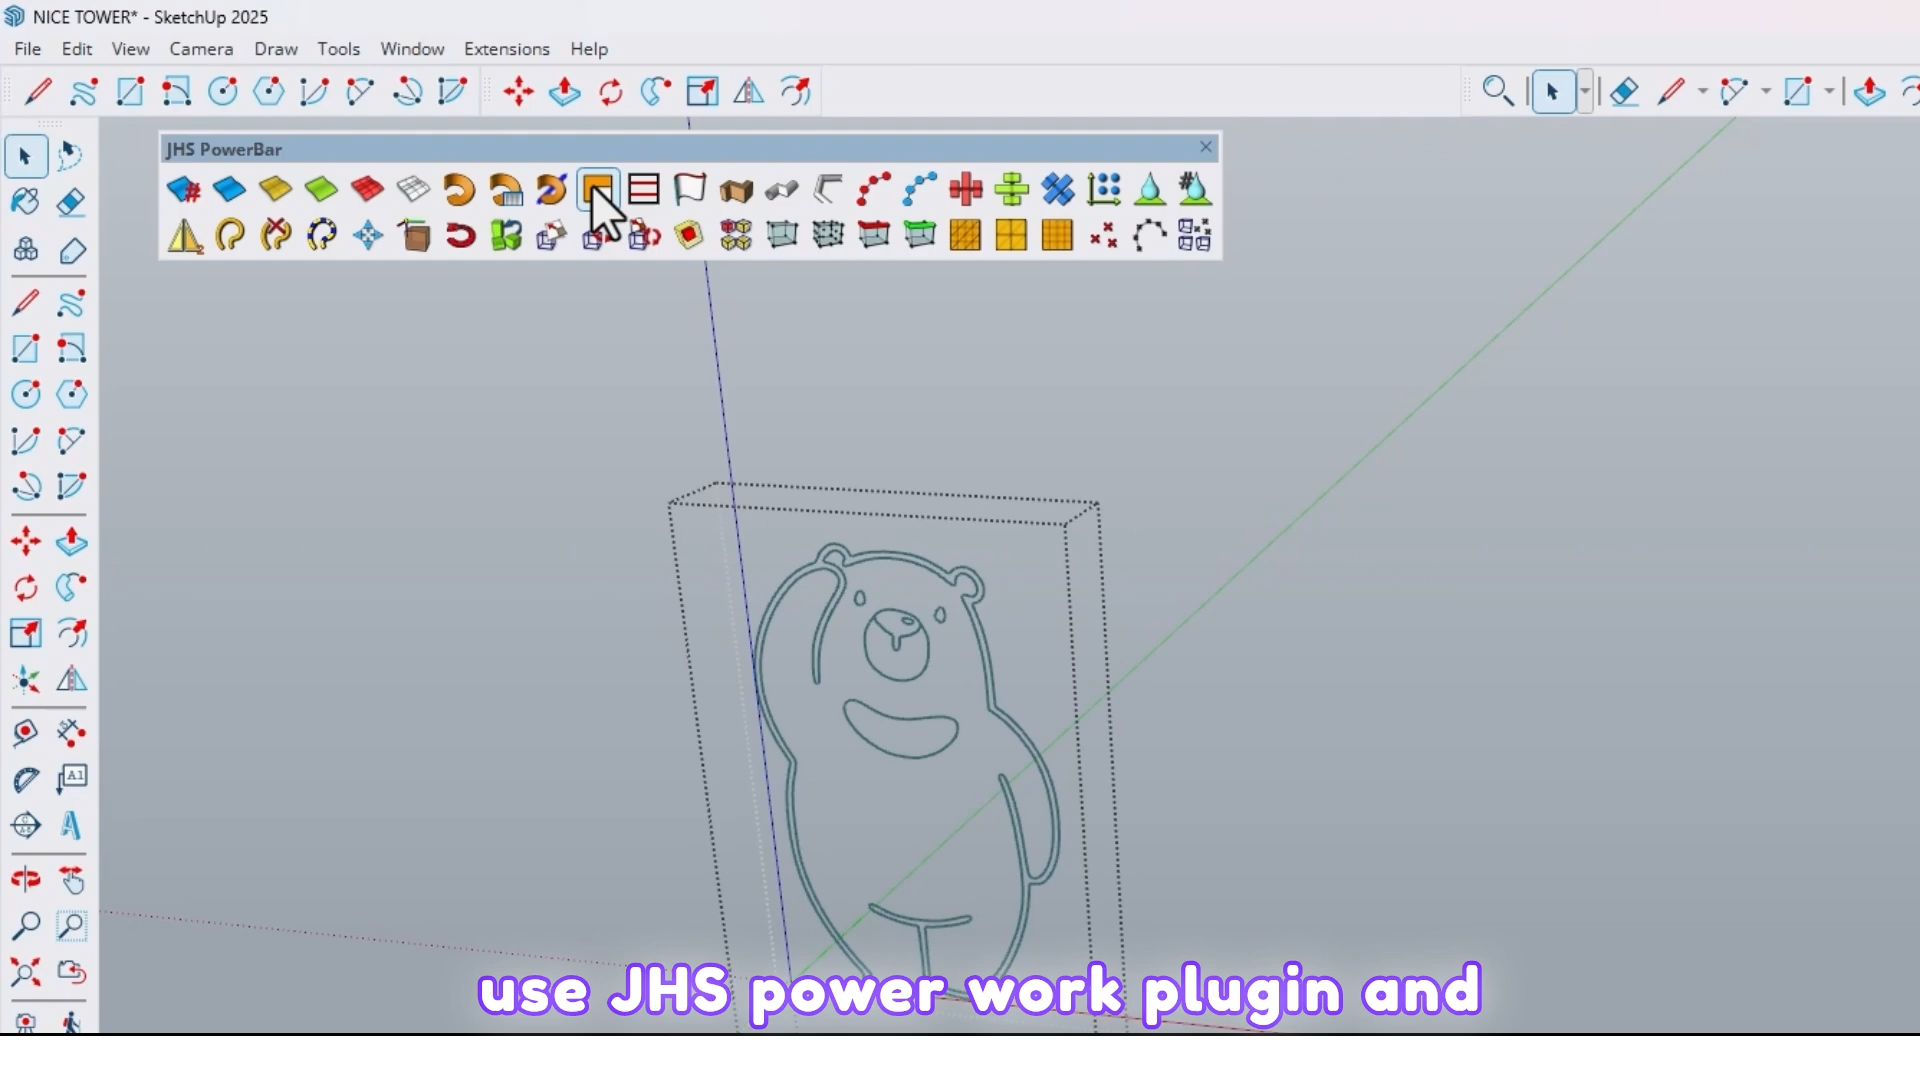 NICE TOWER* - SketchUp 2025
File Edit View Camera Draw Tools Window Extensions Help
JHS PowerBar
A1
use JHS power work plugin and